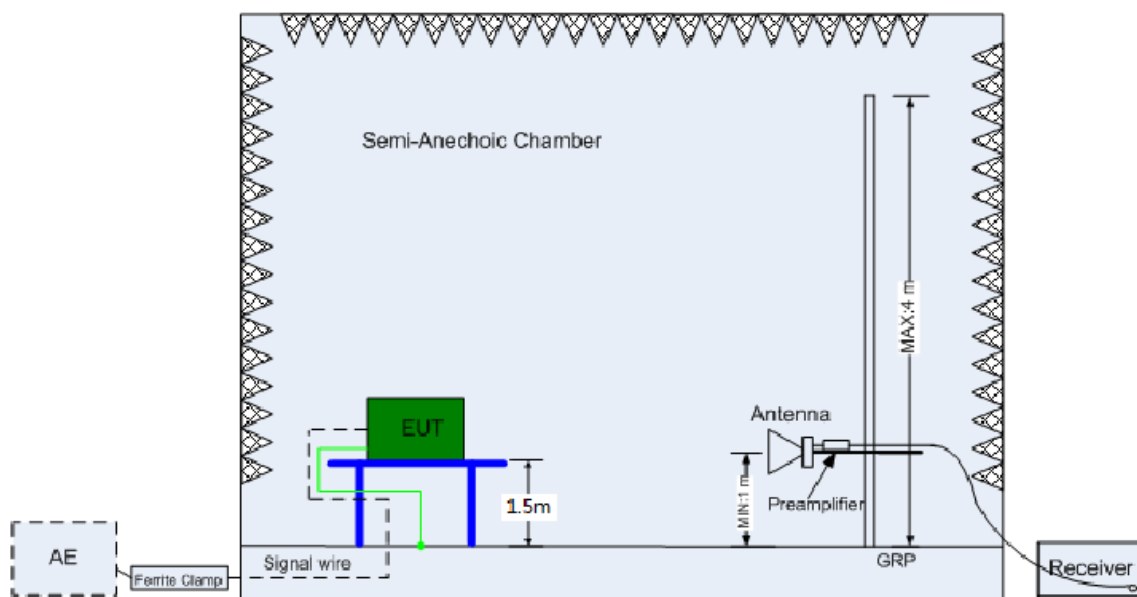 Semi-Anechoic Chamber
MAX:4 m
Antenna
EUT
MIN:1 m
Preamplifier
1.5m
AE
Signal wire
GRP
Ferrite Clamp
Receiver